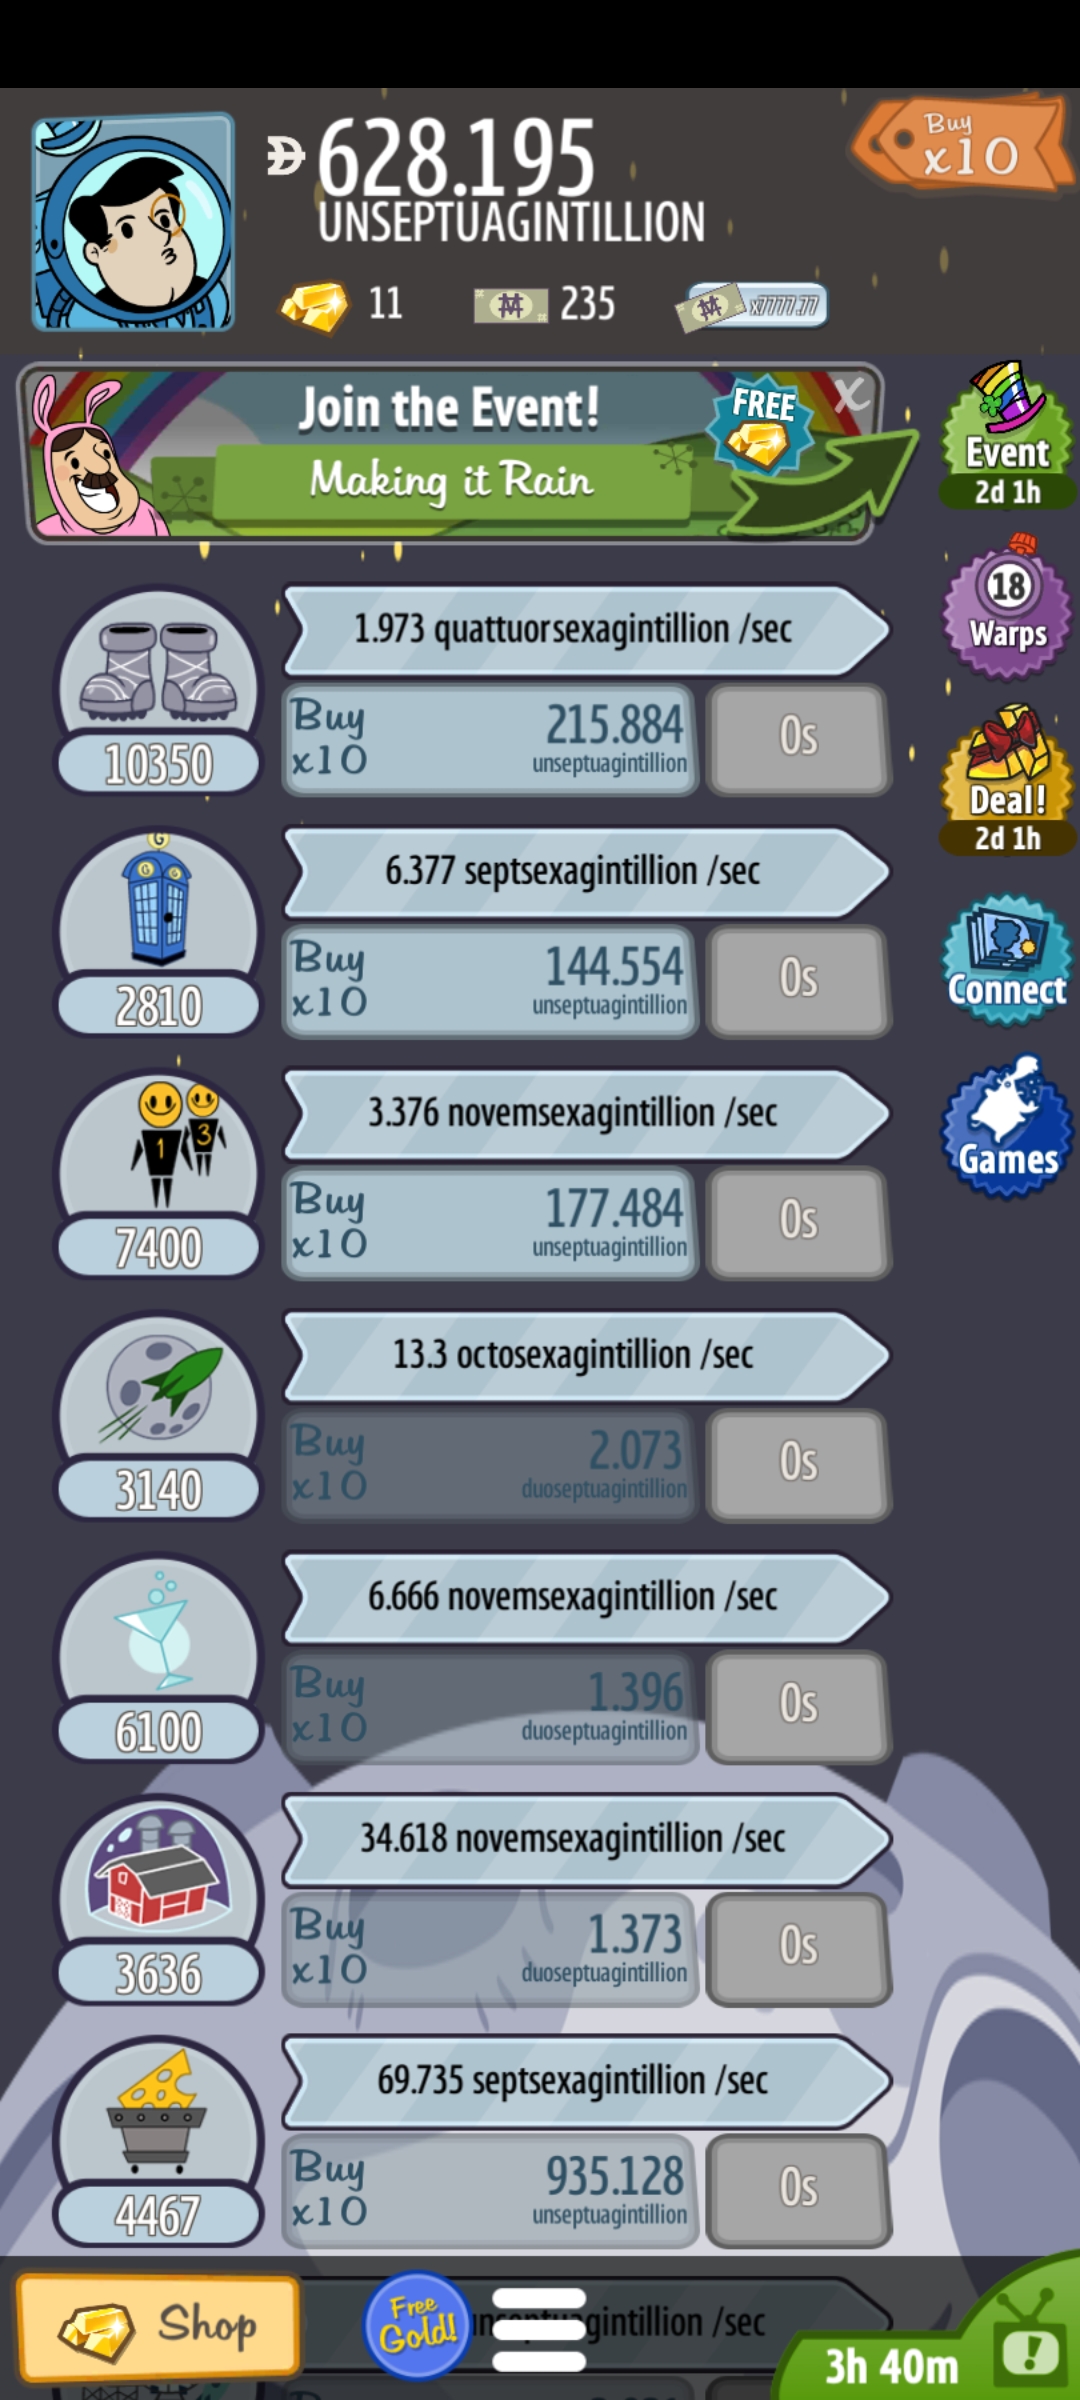 628.195
UNSEPTUAGINTILLION
Buy
x10
11
235
x7777.77
Join the Event!
FREE
X
Making it Rain
Event
2d 1h
1.973 quattuorsexagintillion /sec
Buy
x10
215.884
unseptuagintillion
0s
10350
18
Warps
G
G G
6.377 septsexagintillion /sec
Buy
x10
144.554
unseptuagintillion
0s
2810
Deal!
2d 1h
Connect
1 3
3.376 novemsexagintillion /sec
Buy
x10
177.484
unseptuagintillion
0s
7400
Games
13.3 octosexagintillion /sec
Buy
x10
2.073
duoseptuagintillion
0s
3140
6.666 novemsexagintillion /sec
Buy
x10
1.396
duoseptuagintillion
0s
6100
34.618 novemsexagintillion /sec
Buy
x10
1.373
duoseptuagintillion
0s
3636
69.735 septsexagintillion /sec
Buy
x10
935.128
unseptuagintillion
0s
4467
Shop
Free
Gold!
/sec
3h 40m
!